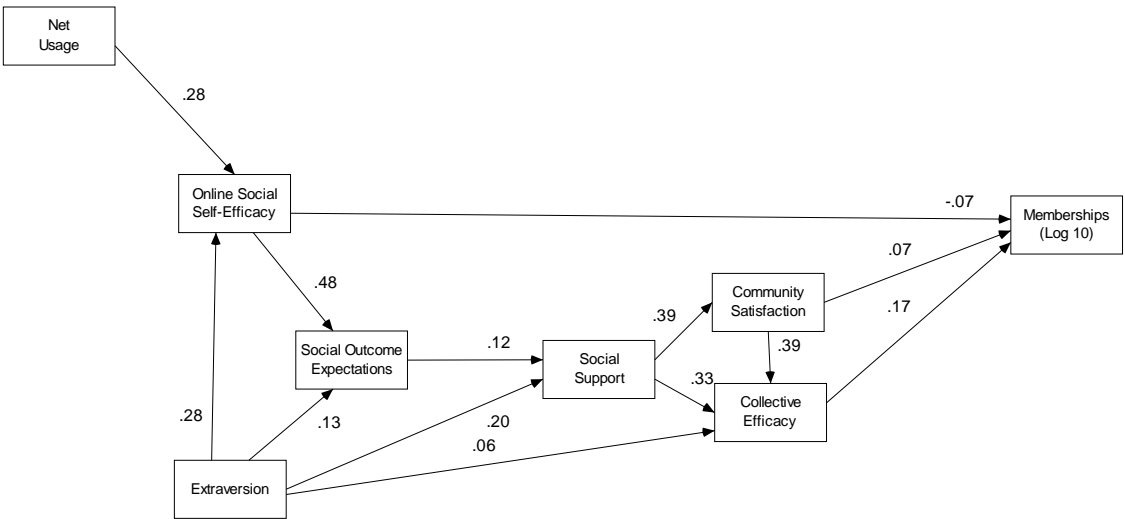 Net
Usage
.28
Online Social
Self-Efficacy
-.07
Memberships
(Log 10)
.07
.48
Community
Satisfaction
.17
.39
.39
Social Outcome
Expectations
.12
Social
Support
.33
Collective
Efficacy
.28
.13
.20
.06
Extraversion